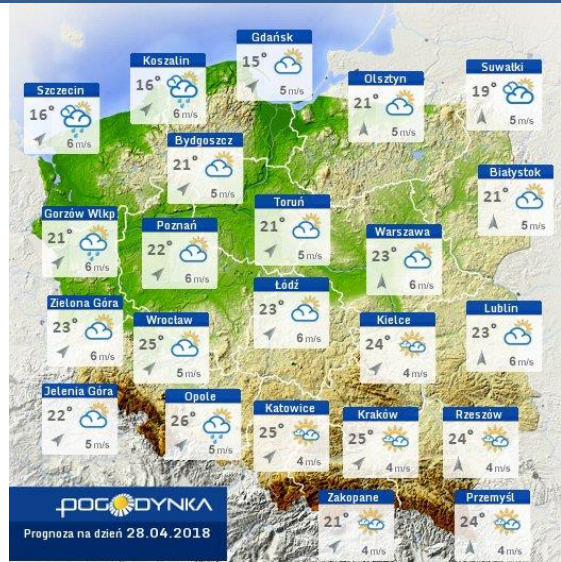 Gdańsk
15°
5 m/s
Koszalin
16°
6 m/s
Szczecin
16°
6 m/s
Olsztyn
21°
5 m/s
Suwałki
19°
5 m/s
Bydgoszcz
21°
5 m/s
Białystok
21°
5 m/s
Gorzów Wlkp
21°
6 m/s
Poznań
22°
6 m/s
Toruń
21°
5 m/s
Warszawa
23°
6 m/s
Zielona Góra
23°
6 m/s
Wrocław
25°
5 m/s
Łódź
23°
6 m/s
Kielce
24°
4 m/s
Lublin
23°
6 m/s
Jelenia Góra
22°
5 m/s
Opole
26°
5 m/s
Katowice
25°
4 m/s
Kraków
25°
4 m/s
Rzeszów
24°
4 m/s
Zakopane
21°
4 m/s
Przemyśl
24°
4 m/s
POGODYNKA
Prognoza na dzień 28.04.2018